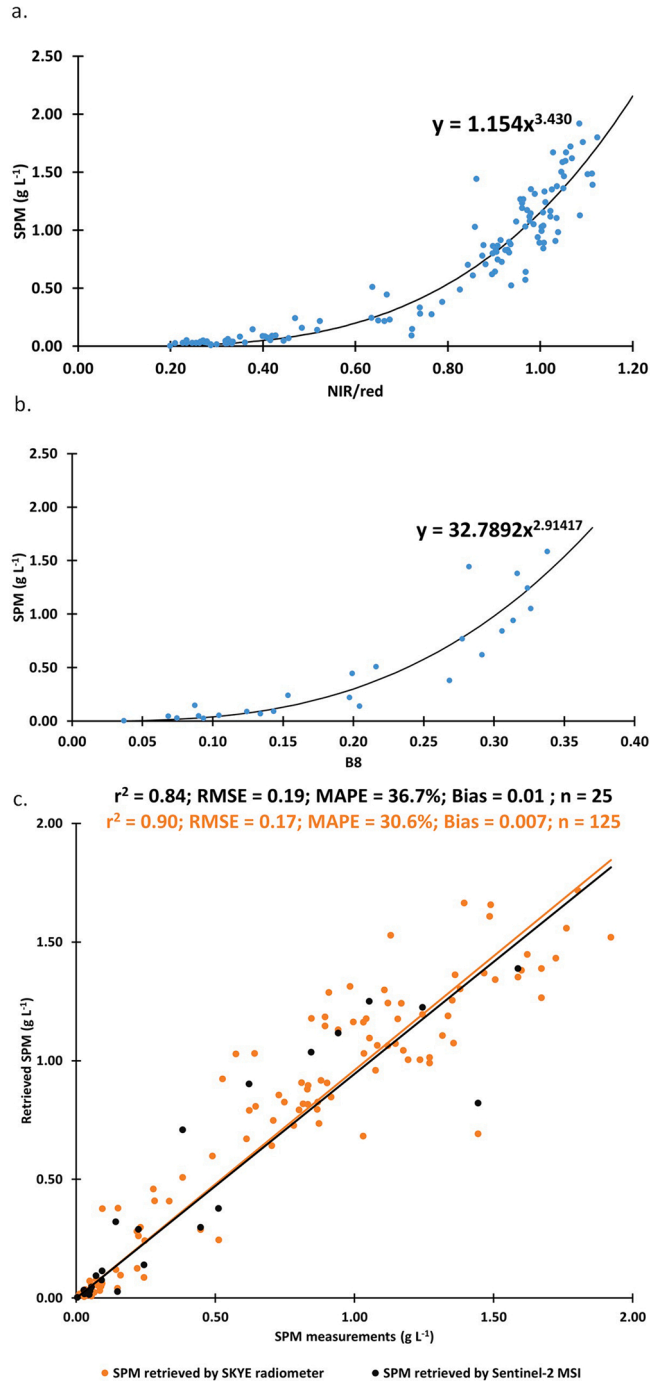 a.
2.50
2.00
1.50
1.00
0.50
0.00
SPM (g L⁻¹)
y = 1.154x^3.430
0.00 0.20 0.40 0.60 0.80 1.00 1.20
NIR/red
b.
2.50
2.00
1.50
1.00
0.50
0.00
SPM (g L⁻¹)
y = 32.7892x^2.91417
0.00 0.05 0.10 0.15 0.20 0.25 0.30 0.35 0.40
B8
c.
r² = 0.84; RMSE = 0.19; MAPE = 36.7%; Bias = 0.01 ; n = 25
r² = 0.90; RMSE = 0.17; MAPE = 30.6%; Bias = 0.007; n = 125
2.00
1.50
1.00
0.50
0.00
Retrieved SPM (g L⁻¹)
0.00 0.50 1.00 1.50 2.00
SPM measurements (g L⁻¹)
SPM retrieved by SKYE radiometer SPM retrieved by Sentinel-2 MSI